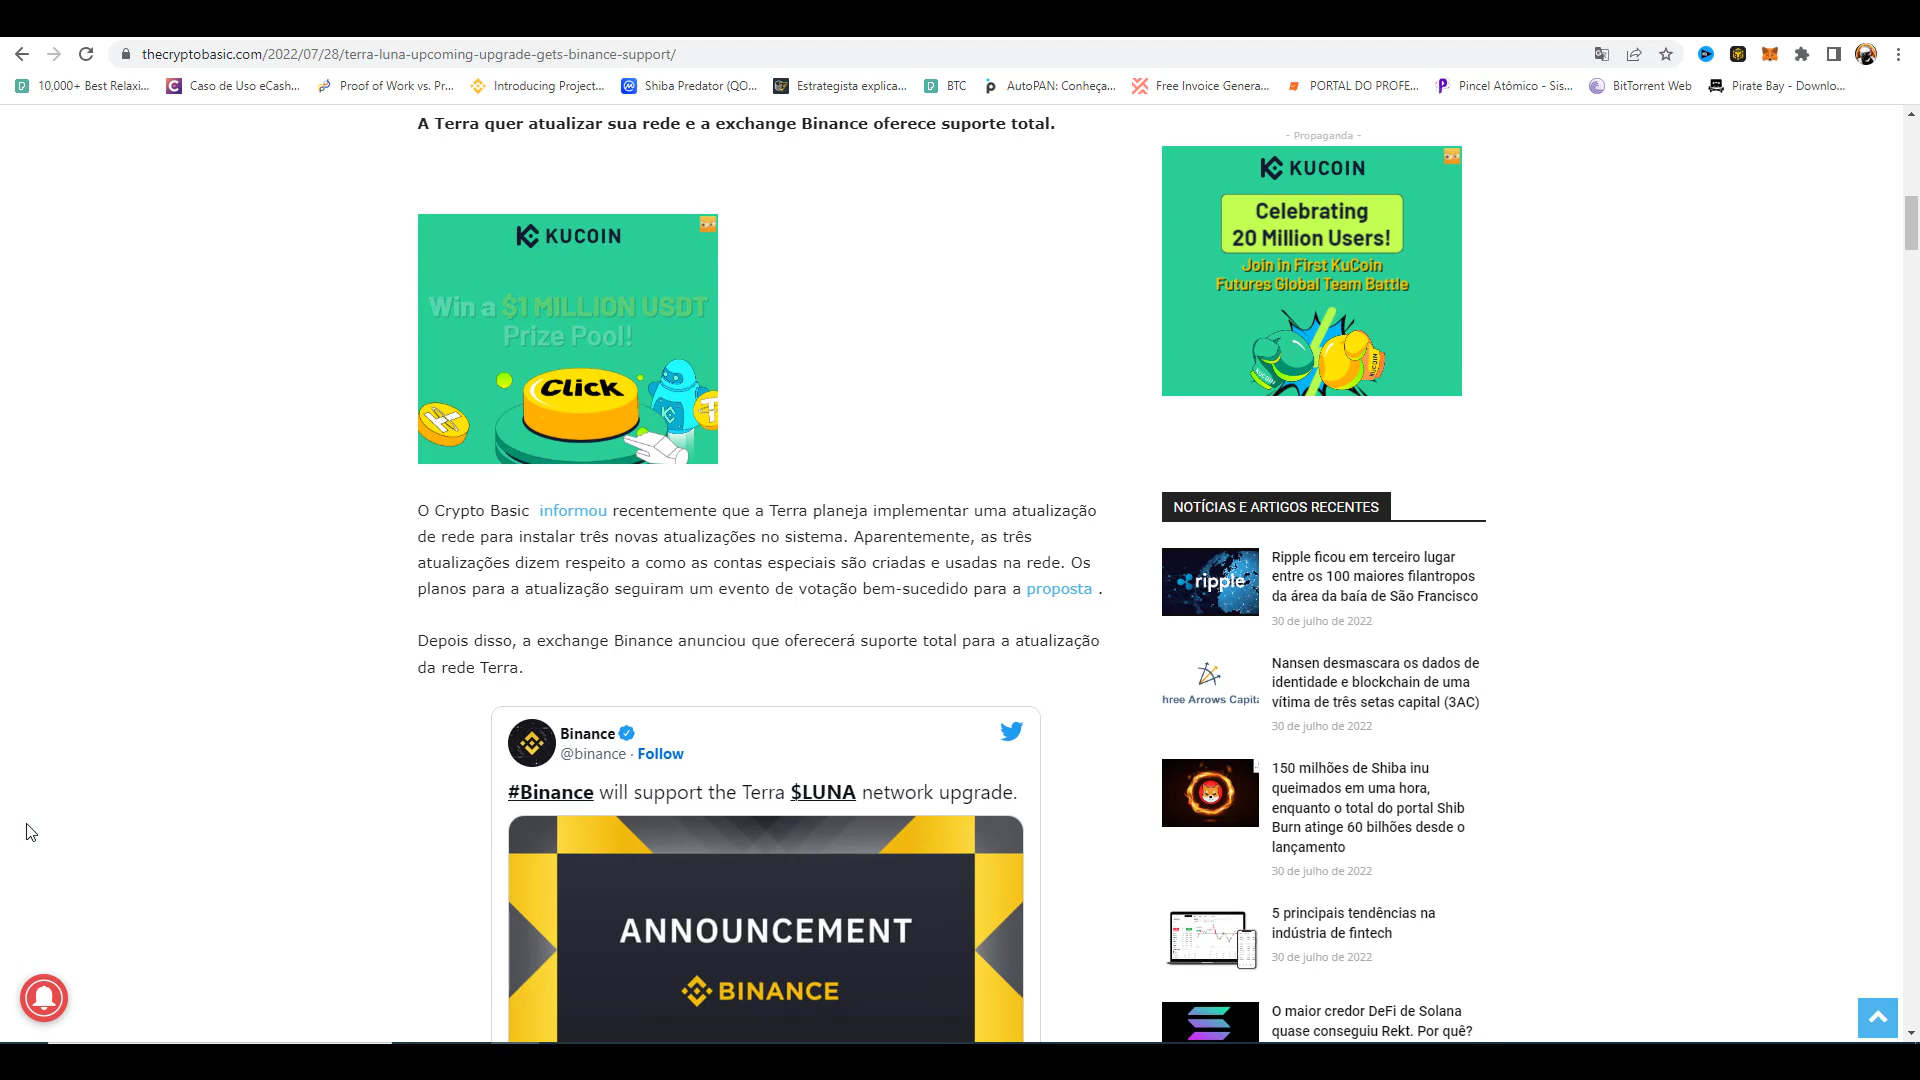 thecryptobasic.com/2022/07/28/terra-luna-upcoming-upgrade-gets-binance-support/
10,000+ Best Relaxi...
Caso de Uso eCash...
Proof of Work vs. Pr...
Introducing Project...
Shiba Predator (QO...
Estrategista explica...
BTC
AutoPAN: Conheça...
Free Invoice Genera...
PORTAL DO PROFE...
Pincel Atômico - Sis...
BitTorrent Web
Pirate Bay - Downlo...
A Terra quer atualizar sua rede e a exchange Binance oferece suporte total.
KUCOIN
Win a $1 MILLION USDT
Prize Pool!
Click
O Crypto Basic informou recentemente que a Terra planeja implementar uma atualização
de rede para instalar três novas atualizações no sistema. Aparentemente, as três
atualizações dizem respeito a como as contas especiais são criadas e usadas na rede. Os
planos para a atualização seguiram um evento de votação bem-sucedido para a proposta .
Depois disso, a exchange Binance anunciou que oferecerá suporte total para a atualização
da rede Terra.
Binance
@binance · Follow
#Binance will support the Terra $LUNA network upgrade.
ANNOUNCEMENT
BINANCE
- Propaganda -
KUCOIN
Celebrating
20 Million Users!
Join in First KuCoin
Futures Global Team Battle
KUCOIN
NOTÍCIAS E ARTIGOS RECENTES
ripple
Ripple ficou em terceiro lugar
entre os 100 maiores filantropos
da área da baía de São Francisco
30 de julho de 2022
hree Arrows Capita
Nansen desmascara os dados de
identidade e blockchain de uma
vítima de três setas capital (3AC)
30 de julho de 2022
150 milhões de Shiba inu
queimados em uma hora,
enquanto o total do portal Shib
Burn atinge 60 bilhões desde o
lançamento
30 de julho de 2022
5 principais tendências na
indústria de fintech
30 de julho de 2022
O maior credor DeFi de Solana
quase conseguiu Rekt. Por quê?